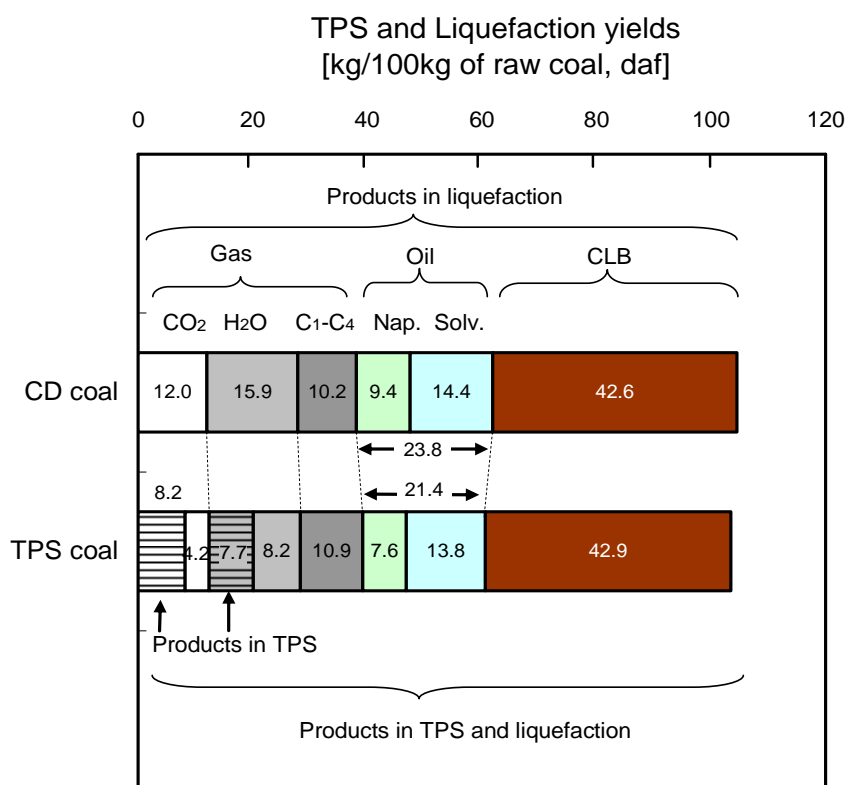 TPS and Liquefaction yields
[kg/100kg of raw coal, daf]
0 20 40 60 80 100 120
Products in liquefaction
Gas Oil CLB
CO2 H2O C1-C4 Nap. Solv.
CD coal 12.0 15.9 10.2 9.4 14.4 42.6
23.8
8.2 21.4
TPS coal 4.2 7.7 8.2 10.9 7.6 13.8 42.9
Products in TPS
Products in TPS and liquefaction